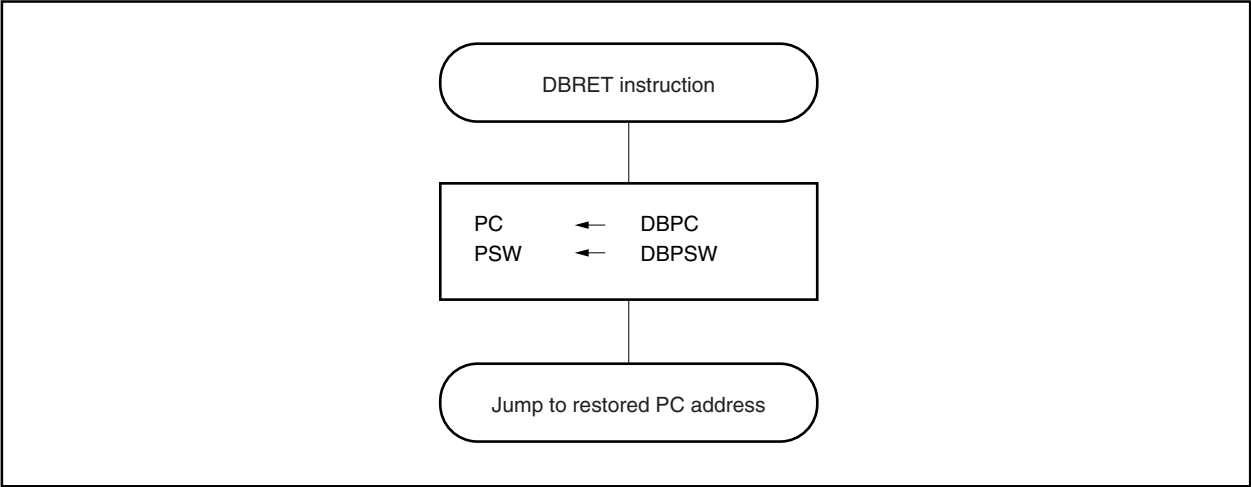 DBRET instruction
PC ← DBPC
PSW ← DBPSW
Jump to restored PC address